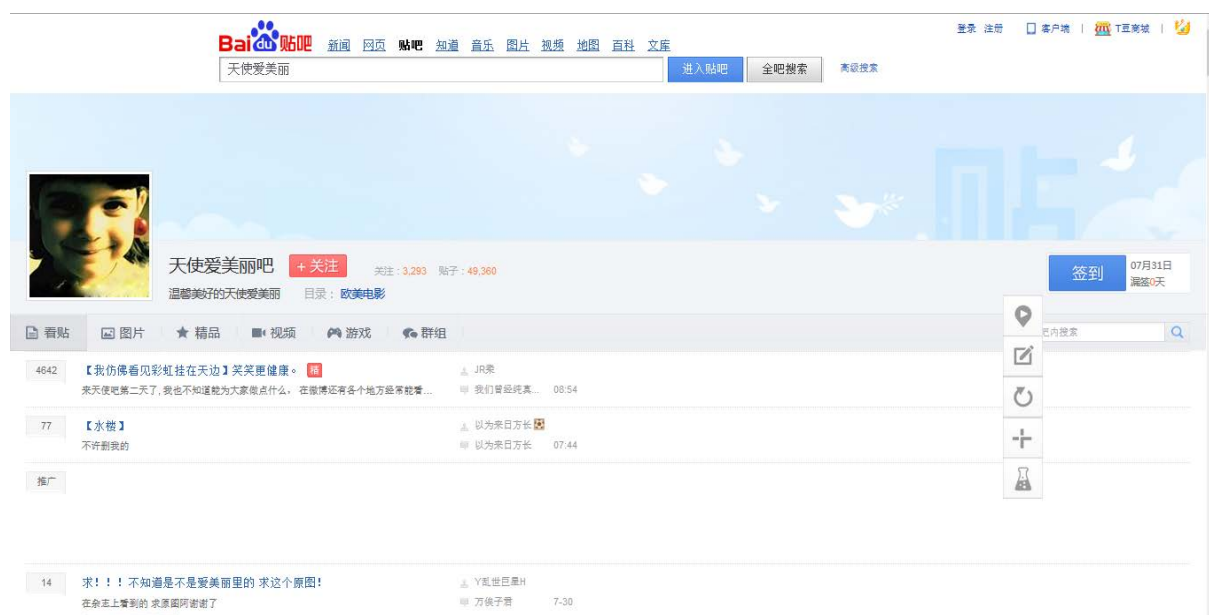 登录 注册 客户端 | T豆商城 |
Bai du 贴吧 新闻 网页 贴吧 知道 音乐 图片 视频 地图 百科 文库
天使爱美丽 进入贴吧 全吧搜索 高级搜索
贴
天使爱美丽吧 + 关注 关注:3,293 贴子:49,360
温馨美好的天使爱美丽 目录: 欧美电影
签到 07月31日
漏签0天
看贴 图片 精品 视频 游戏 群组 吧内搜索
4642 【我仿佛看见彩虹挂在天边】笑笑更健康。 精 JR柒
来天使吧第二天了,我也不知道能为大家做点什么, 在微博还有各个地方经常能看... 我们曾经纯真... 08:54
77 【水楼】 以为来日方长
不许删我的 以为来日方长 07:44
推广
14 求!!!不知道是不是爱美丽里的 求这个原图! Y乱世巨星H
在杂志上看到的 求原图阿谢谢了 万俟子君 7-30